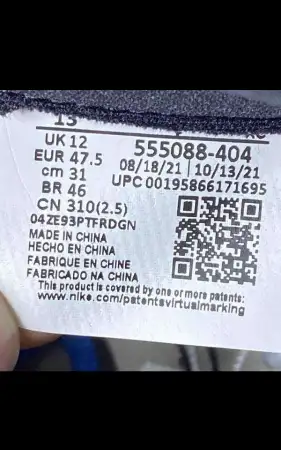 13
UK 12
EUR 47.5
cm 31
BR 46
CN 310(2.5)
04ZE93PTFRDGN
MADE IN CHINA
HECHO EN CHINA
FABRIQUE EN CHINE
FABRICADO NA CHINA
555088-404
08/18/21 | 10/13/21
UPC 00195866171695
This product is covered by one or more patents:
www.nike.com/patentsvirtualmarking